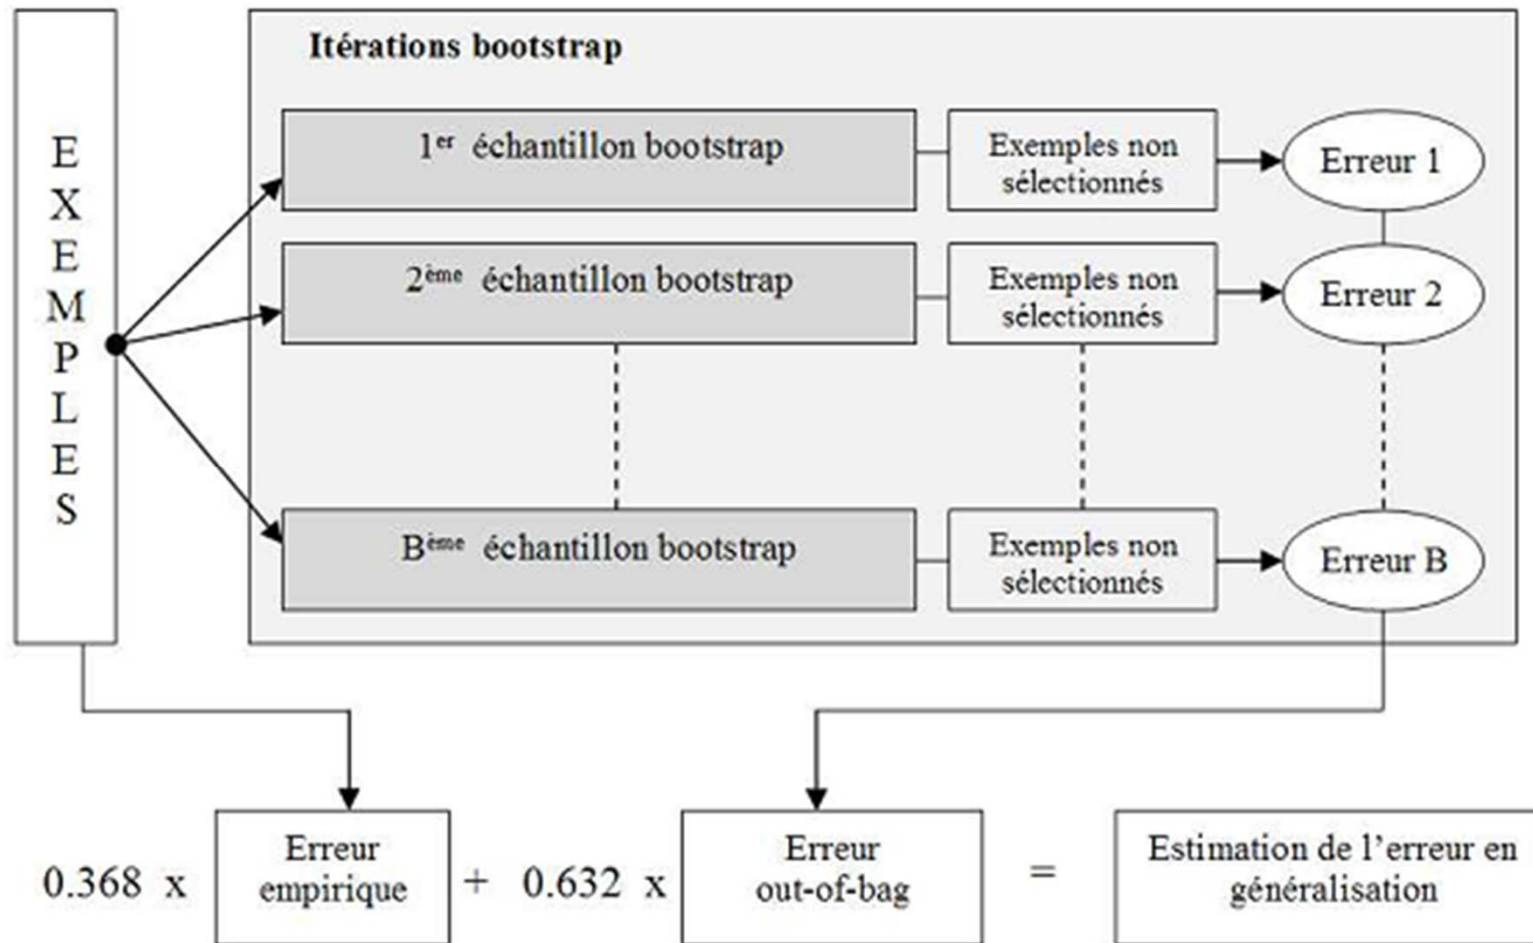 EXEMPLES
Itérations bootstrap
1er échantillon bootstrap
Exemples non
sélectionnés
Erreur 1
2ème échantillon bootstrap
Exemples non
sélectionnés
Erreur 2
Bème échantillon bootstrap
Exemples non
sélectionnés
Erreur B
0.368 x
Erreur
empirique
+ 0.632 x
Erreur
out-of-bag
=
Estimation de l’erreur en
généralisation